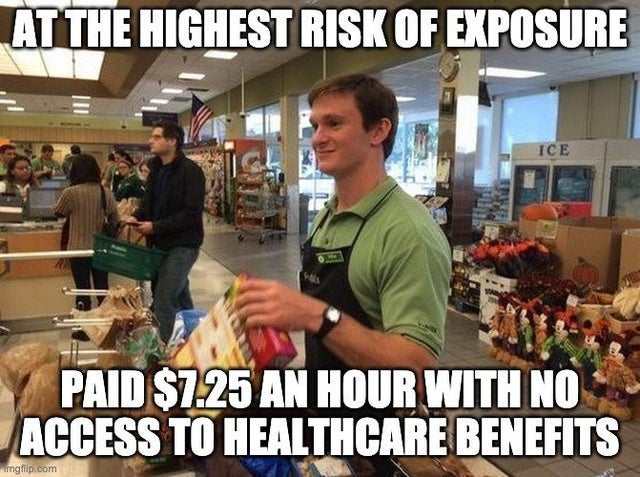 AT THE HIGHEST RISK OF EXPOSURE
ICE
PAID $7.25 AN HOUR WITH NO
ACCESS TO HEALTHCARE BENEFITS
imgflip.com